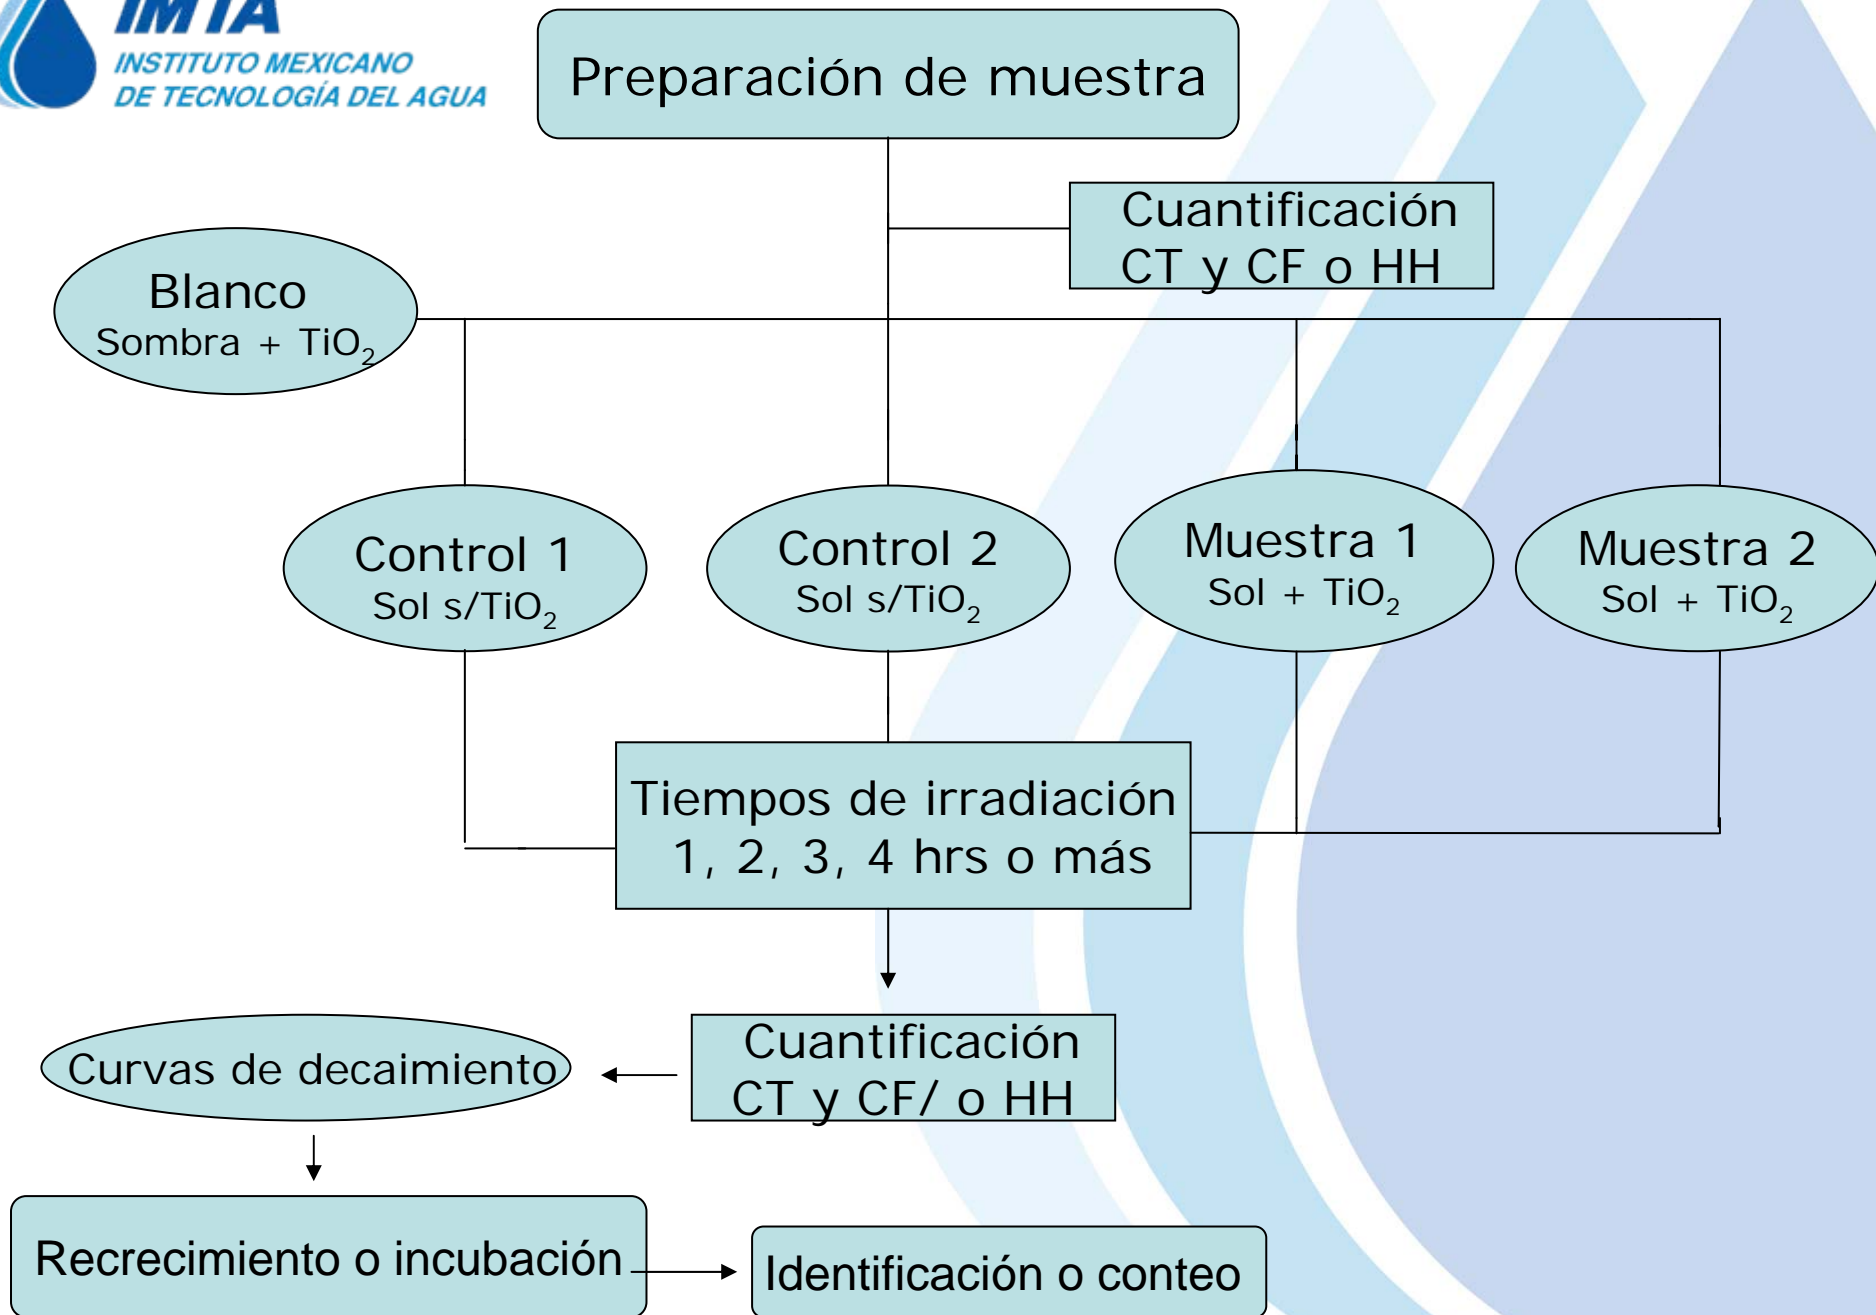 IMTA
INSTITUTO MEXICANO
DE TECNOLOGÍA DEL AGUA
Preparación de muestra
Cuantificación
CT y CF o HH
Blanco
Sombra + TiO₂
Control 1
Sol s/TiO₂
Control 2
Sol s/TiO₂
Muestra 1
Sol + TiO₂
Muestra 2
Sol + TiO₂
Tiempos de irradiación
1, 2, 3, 4 hrs o más
Cuantificación
CT y CF/ o HH
Curvas de decaimiento
Recrecimiento o incubación
Identificación o conteo